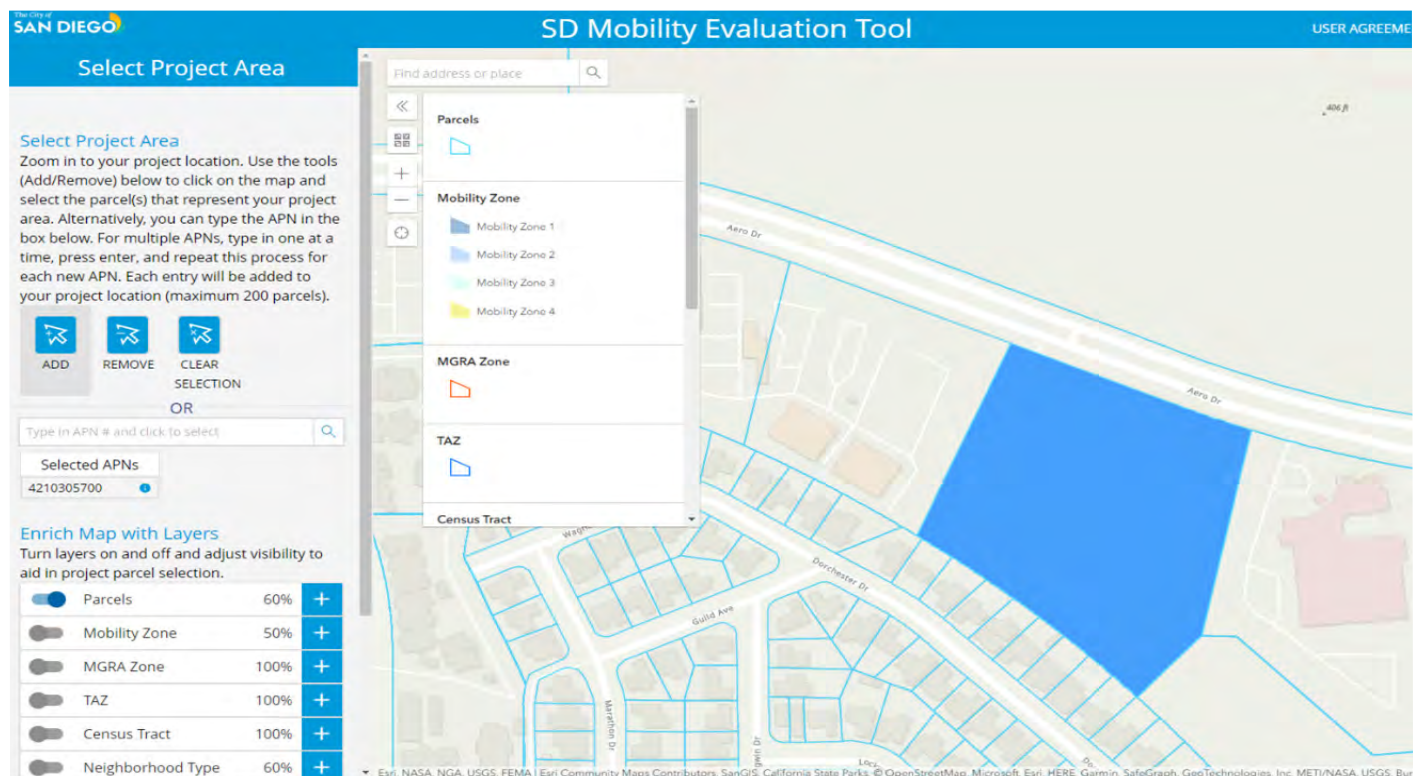 The City of
SAN DIEGO
SD Mobility Evaluation Tool
USER AGREEME
Select Project Area
Select Project Area
Zoom in to your project location. Use the tools
(Add/Remove) below to click on the map and
select the parcel(s) that represent your project
area. Alternatively, you can type the APN in the
box below. For multiple APNs, type in one at a
time, press enter, and repeat this process for
each new APN. Each entry will be added to
your project location (maximum 200 parcels).
ADD
REMOVE
CLEAR
SELECTION
OR
Type in APN # and click to select
Selected APNs
4210305700
Enrich Map with Layers
Turn layers on and off and adjust visibility to
aid in project parcel selection.
Parcels 60%
Mobility Zone 50%
MGRA Zone 100%
TAZ 100%
Census Tract 100%
Neighborhood Type 60%
Find address or place
Parcels
Mobility Zone
Mobility Zone 1
Mobility Zone 2
Mobility Zone 3
Mobility Zone 4
MGRA Zone
TAZ
Census Tract
406 ft
Aero Dr
Aero Dr
Wagn
Dorchester Dr
Guild Ave
Marathon Dr
gwin Dr
Lock
Do
Esri, NASA, NGA, USGS, FEMA | Esri Community Maps Contributors, SanGIS, California State Parks, © OpenStreetMap, Microsoft, Esri, HERE, Garmin, SafeGraph, GeoTechnologies, Inc, METI/NASA, USGS, Bu